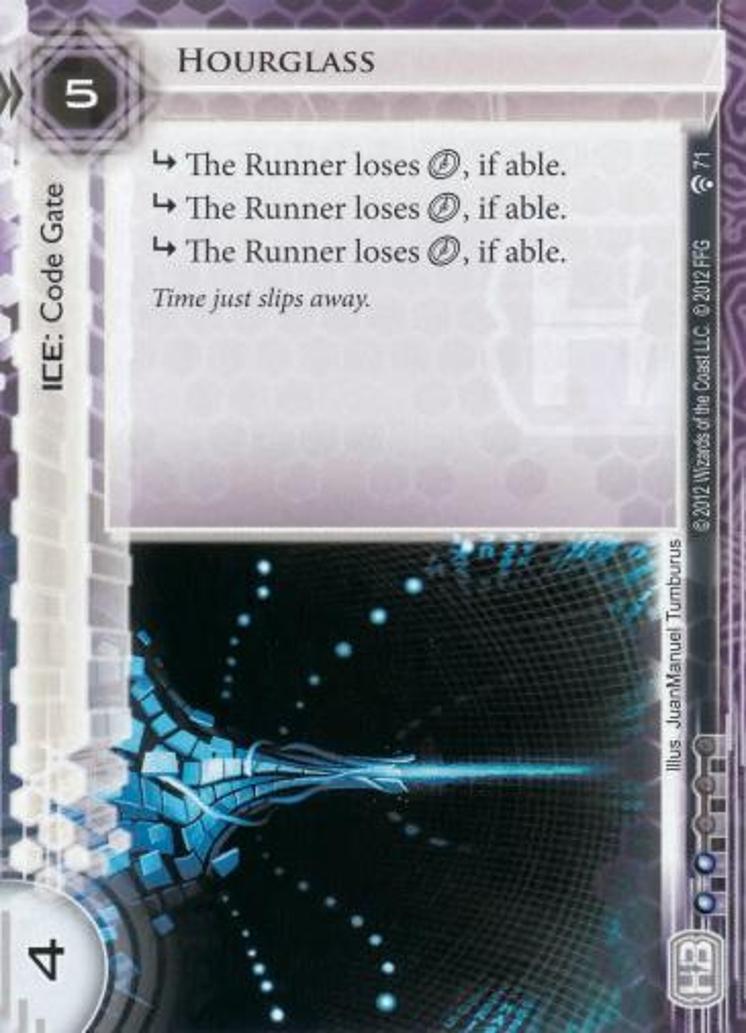 5
HOURGLASS
↳ The Runner loses 🕒, if able.
↳ The Runner loses 🕒, if able.
↳ The Runner loses 🕒, if able.
Time just slips away.
ICE: Code Gate
71
©2012 Wizards of the Coast LLC. ©2012 FFG
Illus JuanManuel Tumburus
4
HB